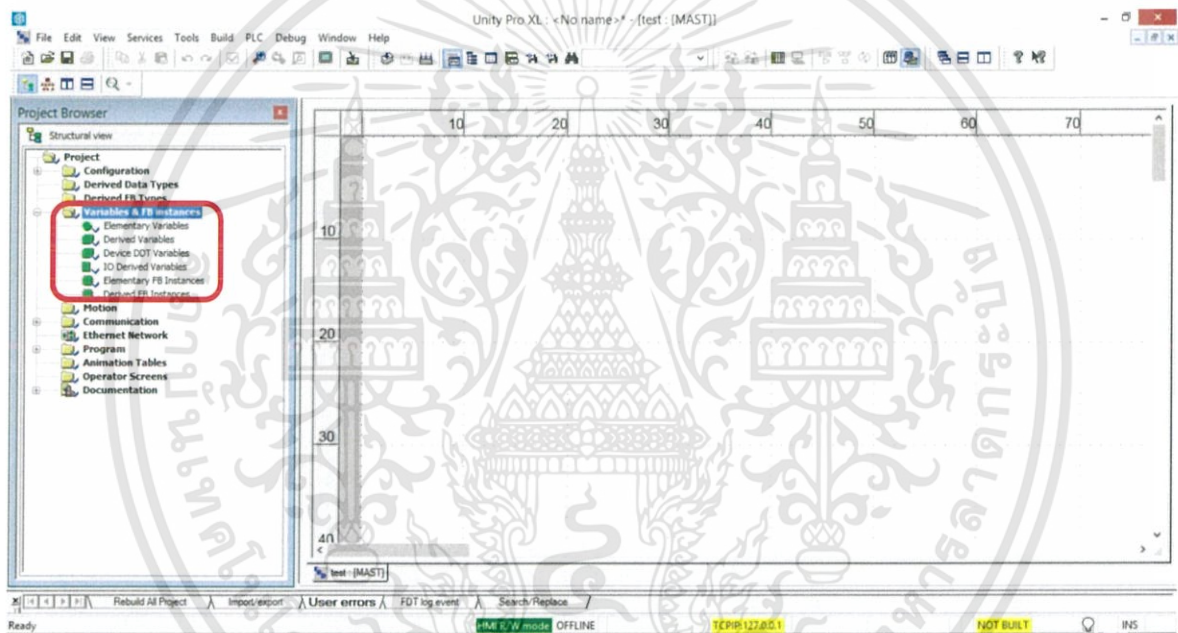 Unity Pro XL : <No name>* - [test : [MAST]]
File Edit View Services Tools Build PLC Debug Window Help
Project Browser
Structural view
Project
Configuration
Derived Data Types
Derived FB Types
Variables & FB instances
Elementary Variables
Derived Variables
Device DDT Variables
IO Derived Variables
Elementary FB Instances
Derived FB Instances
Motion
Communication
Ethernet Network
Program
Animation Tables
Operator Screens
Documentation
10 20 30 40 50 60 70
10
20
30
40
test : [MAST]
Rebuild All Project Import/export User errors FDT log event Search/Replace
Ready HMI R/W mode OFFLINE TCPIP:127.0.0.1 NOT BUILT INS